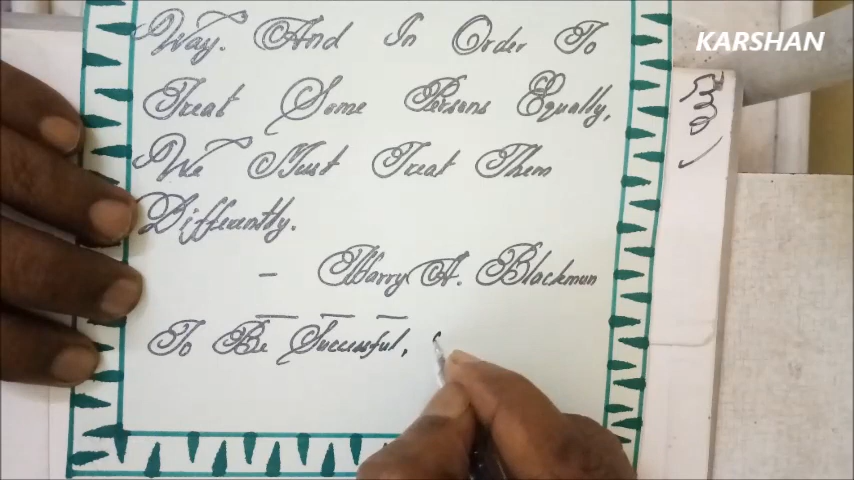 KARSHAN
Way. And In Order To
Treat Some Persons Equally,
We Must Treat Them
Differently.
- Harry A. Blackmun
To Be Successful,